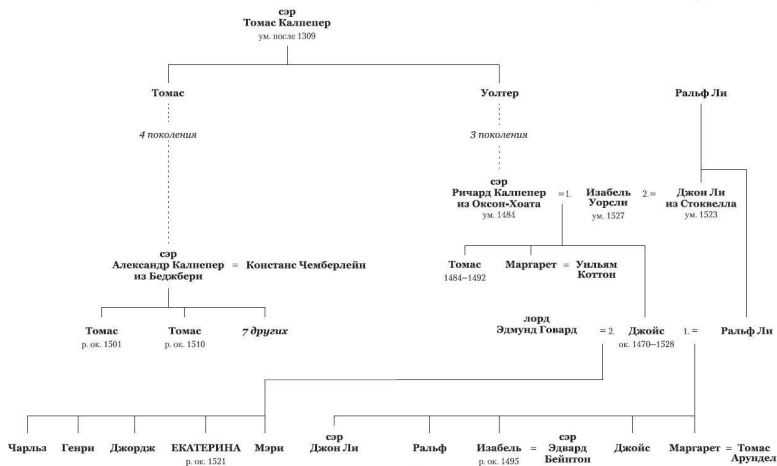 сэр
Томас Калпепер
ум. после 1309
Томас
Уолтер
Ральф Ли
4 поколения
3 поколения
сэр
Ричард Калпепер
из Оксон-Хоата
ум. 1484
= 1.
Изабель
Уорсли
ум. 1527
2. =
Джон Ли
из Стоквелла
ум. 1523
сэр
Александр Калпепер
из Беджбери
= Констанс Чемберлейн
Томас
1484–1492
Маргарет = Уильям
Коттон
Томас
р. ок. 1501
Томас
р. ок. 1510
7 других
лорд
Эдмунд Говард
= 2.
Джойс
ок. 1470–1528
1. =
Ральф Ли
Чарльз
Генри
Джордж
ЕКАТЕРИНА
р. ок. 1521
Мэри
сэр
Джон Ли
Ральф
Изабель
р. ок. 1495
=
сэр
Эдвард
Бейнтон
Джойс
Маргарет = Томас
Арундел